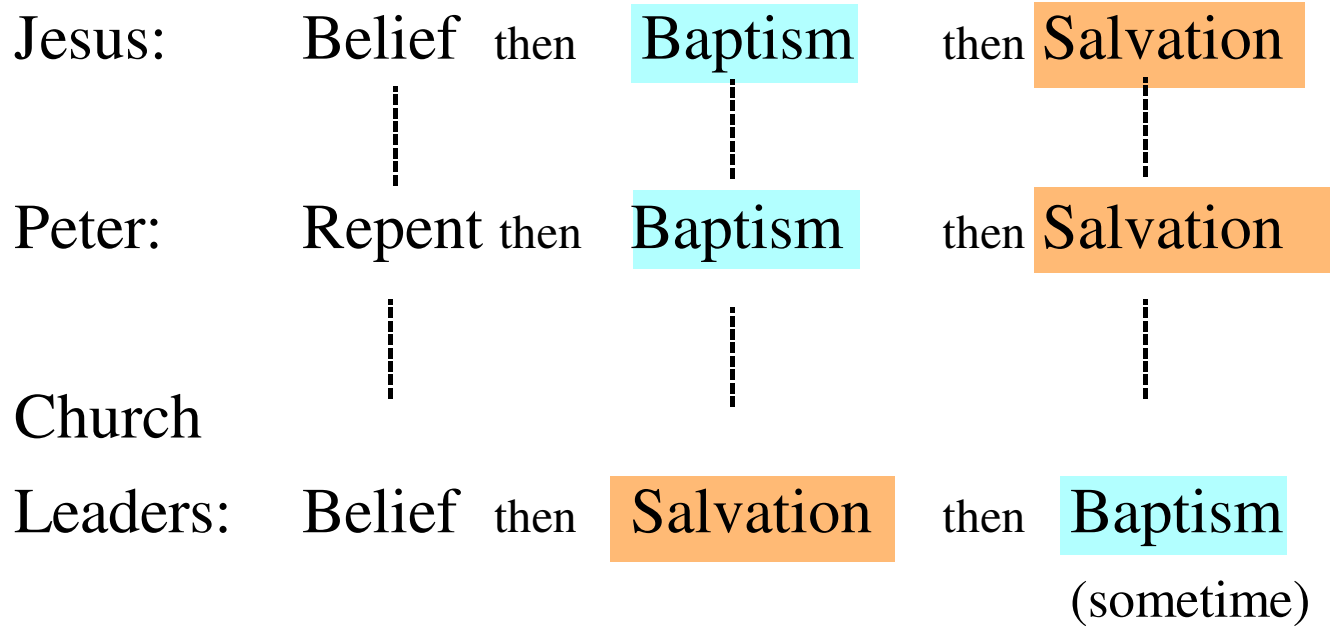 Jesus: Belief then Baptism then Salvation
Peter: Repent then Baptism then Salvation
Church
Leaders: Belief then Salvation then Baptism
(sometime)